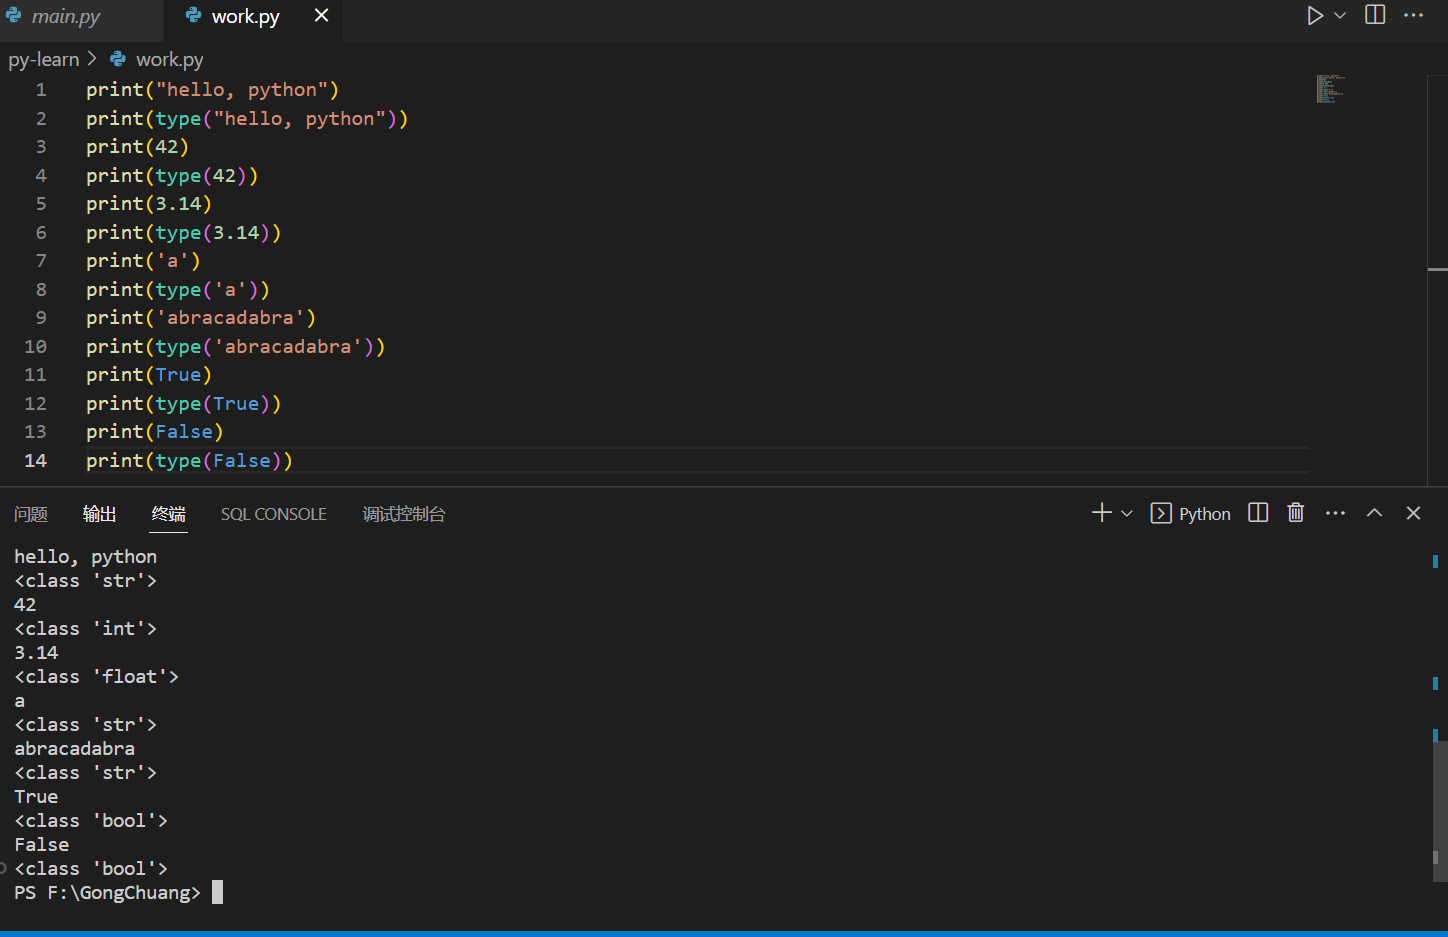 main.py work.py
py-learn > work.py
1 print("hello, python")
2 print(type("hello, python"))
3 print(42)
4 print(type(42))
5 print(3.14)
6 print(type(3.14))
7 print('a')
8 print(type('a'))
9 print('abracadabra')
10 print(type('abracadabra'))
11 print(True)
12 print(type(True))
13 print(False)
14 print(type(False))
问题 输出 终端 SQL CONSOLE 调试控制台 Python
hello, python
<class 'str'>
42
<class 'int'>
3.14
<class 'float'>
a
<class 'str'>
abracadabra
<class 'str'>
True
<class 'bool'>
False
<class 'bool'>
PS F:\GongChuang>